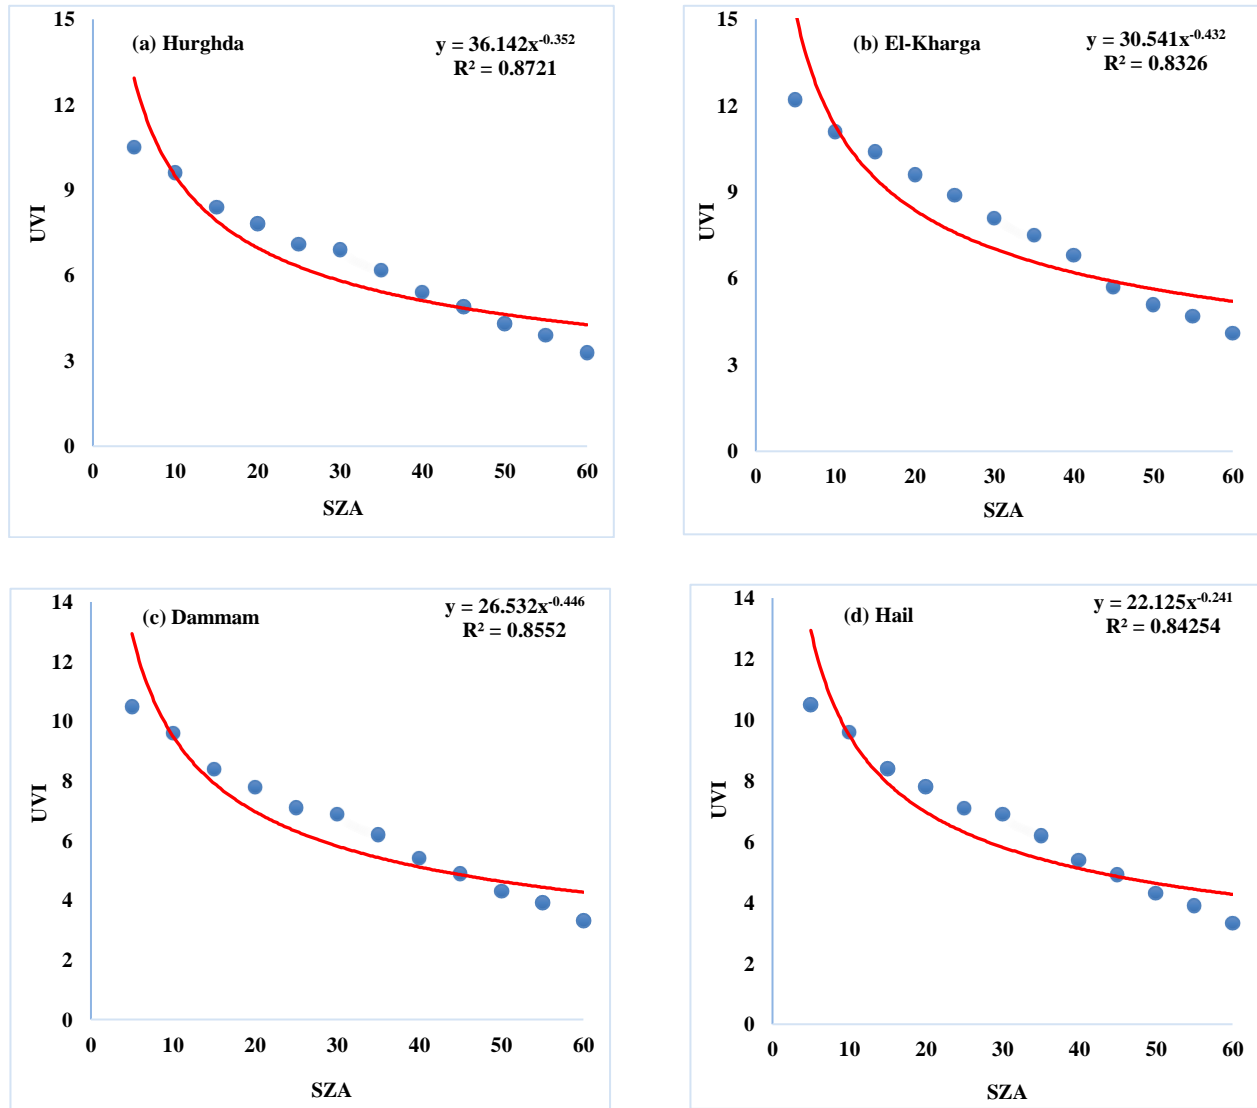 (a) Hurghda
y = 36.142x^-0.352
R² = 0.8721
15
12
9
6
3
0
UVI
0 10 20 30 40 50 60
SZA
(b) El-Kharga
y = 30.541x^-0.432
R² = 0.8326
15
12
9
6
3
0
UVI
0 10 20 30 40 50 60
SZA
(c) Dammam
y = 26.532x^-0.446
R² = 0.8552
14
12
10
8
6
4
2
0
UVI
0 10 20 30 40 50 60
SZA
(d) Hail
y = 22.125x^-0.241
R² = 0.84254
14
12
10
8
6
4
2
0
UVI
0 10 20 30 40 50 60
SZA